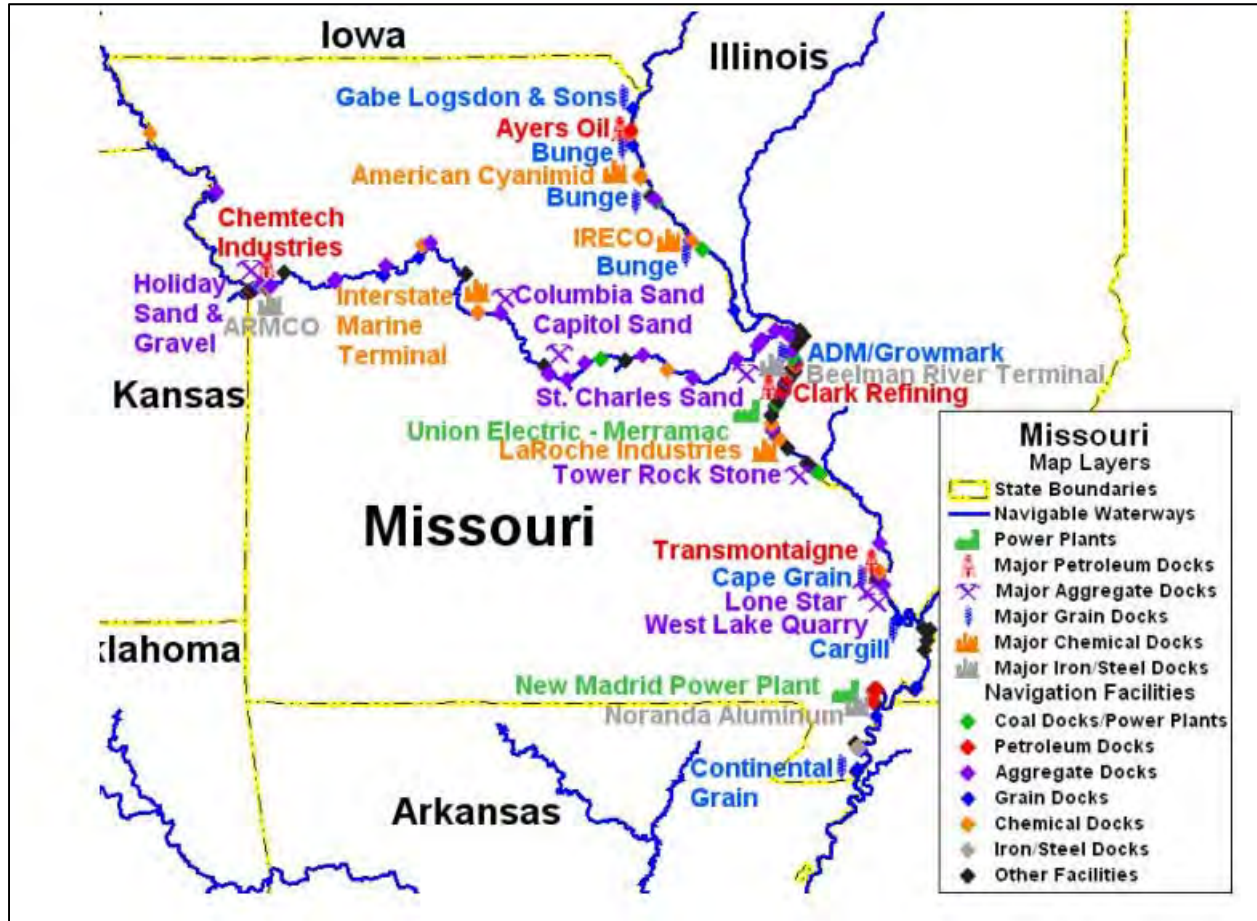 Iowa
Illinois
Gabe Logsdon & Sons
Ayers Oil
Bunge
American Cyanimid
Bunge
Chemtech
Industries
IRECO
Bunge
Holiday
Sand &
Gravel
ARMCO
Interstate
Marine
Terminal
Columbia Sand
Capitol Sand
ADM/Growmark
Beelman River Terminal
Kansas
St. Charles Sand
Clark Refining
Union Electric - Merramac
LaRoche Industries
Tower Rock Stone
Missouri
Transmontaigne
Cape Grain
Lone Star
West Lake Quarry
Cargill
klahoma
New Madrid Power Plant
Noranda Aluminum
Continental
Grain
Arkansas
Missouri
Map Layers
State Boundaries
Navigable Waterways
Power Plants
Major Petroleum Docks
Major Aggregate Docks
Major Grain Docks
Major Chemical Docks
Major Iron/Steel Docks
Navigation Facilities
Coal Docks/Power Plants
Petroleum Docks
Aggregate Docks
Grain Docks
Chemical Docks
Iron/Steel Docks
Other Facilities